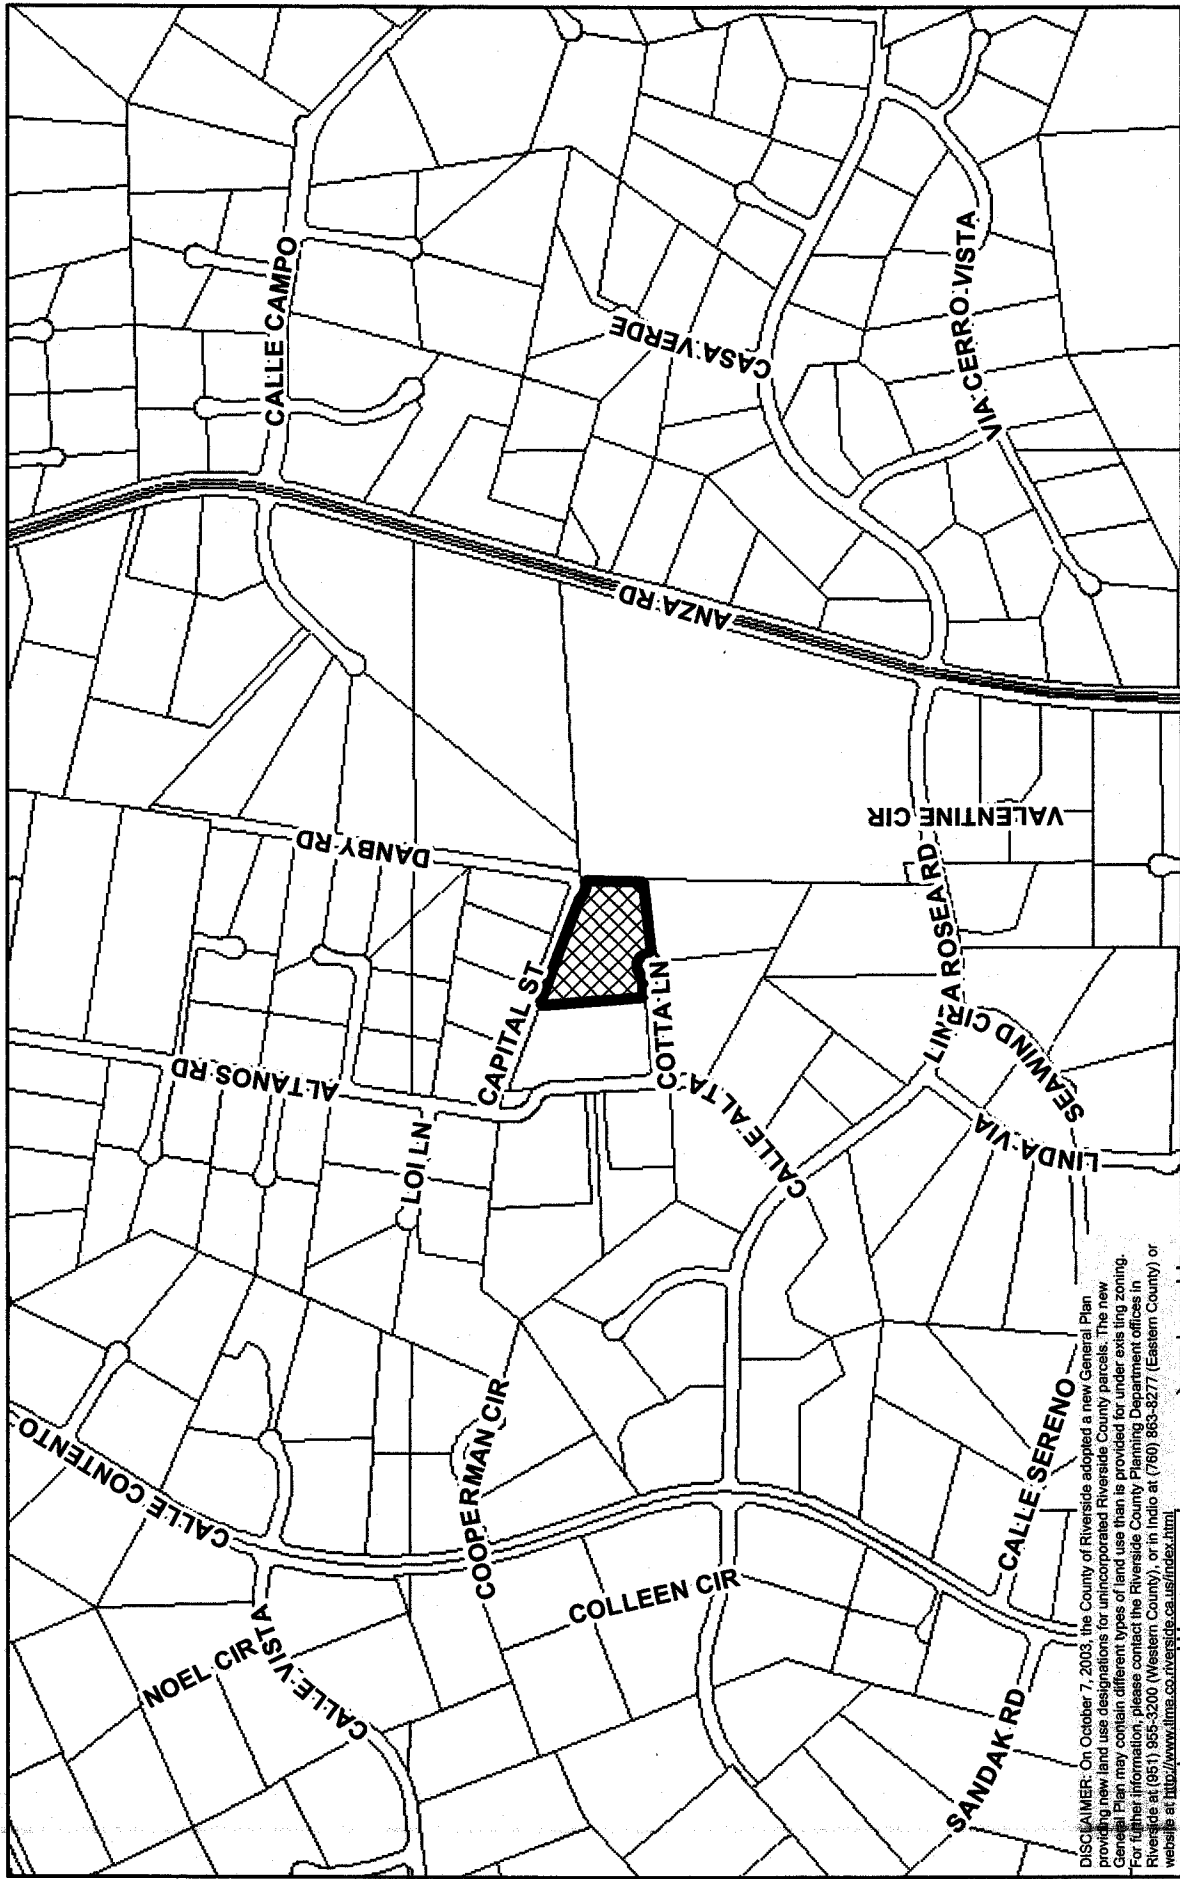 CALLE CAMPO
CASA VERDE
VIA CERRO VISTA
ANZA RD
DANBY RD
VALENTINE CIR
CAPITAL ST
COTTA LN
LINDA ROSEA RD
ALTANOS RD
LOI LN
CALLE ALTA
SEAWIND CIR
LINDA VIA
CALLE CONTENTO
COOPERMAN CIR
CALLE SERENO
NOEL CIR
CALLE VISTA
COLLEEN CIR
SANDAK RD
DISCLAIMER: On October 7, 2003, the County of Riverside adopted a new General Plan
providing new land use designations for unincorporated Riverside County parcels. The new
General Plan may contain different types of land use than is provided for under existing zoning.
For further information, please contact the Riverside County Planning Department offices in
Riverside at (951) 955-3200 (Western County), or in Indio at (760) 863-8277 (Eastern County) or
website at http://www.tlma.co.riverside.ca.us/index.html